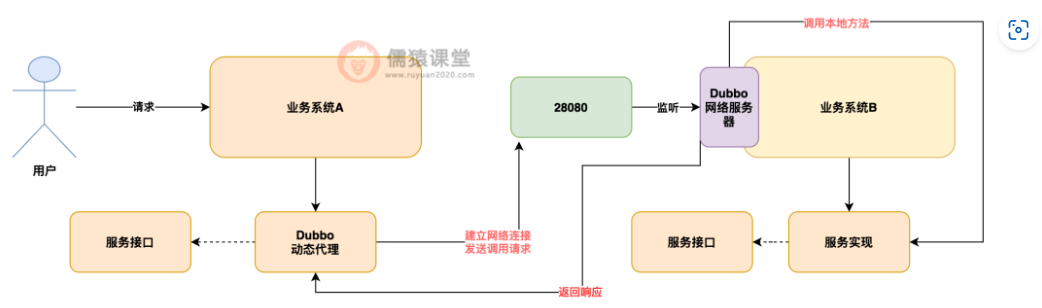 调用本地方法
儒猿课堂
www.ruyuan2020.com
请求
业务系统A
28080
监听
Dubbo
网络服务
器
业务系统B
用户
服务接口
Dubbo
动态代理
建立网络连接
发送调用请求
服务接口
服务实现
返回响应